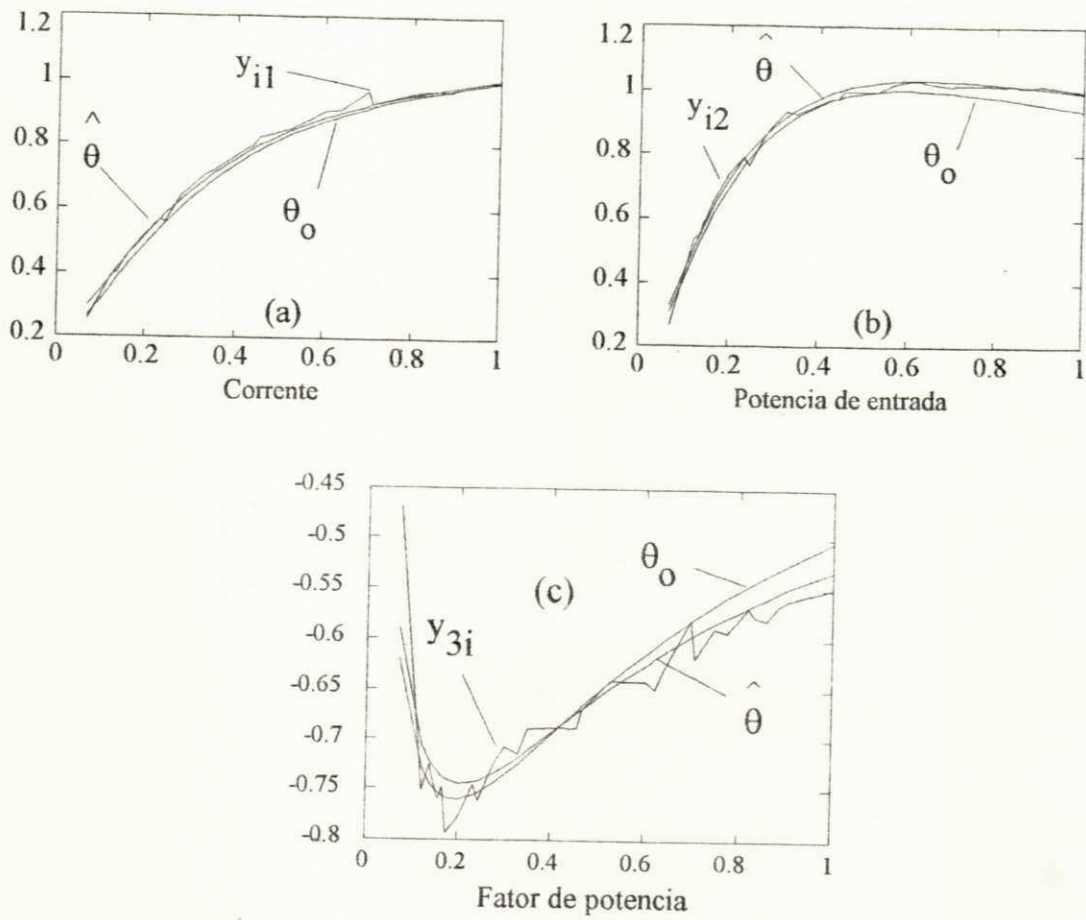 1.2
1
0.8
0.6
0.4
0.2
0
0.2
0.4
0.6
0.8
1
Corrente
(a)
y_{i1}
\hat{θ}
θ_o
1.2
1.0
0.8
0.6
0.4
0.2
0
0.2
0.4
0.6
0.8
1
Potencia de entrada
(b)
\hat{θ}
y_{i2}
θ_o
-0.45
-0.5
-0.55
-0.6
-0.65
-0.7
-0.75
-0.8
0
0.2
0.4
0.6
0.8
1
Fator de potencia
(c)
θ_o
y_{3i}
\hat{θ}